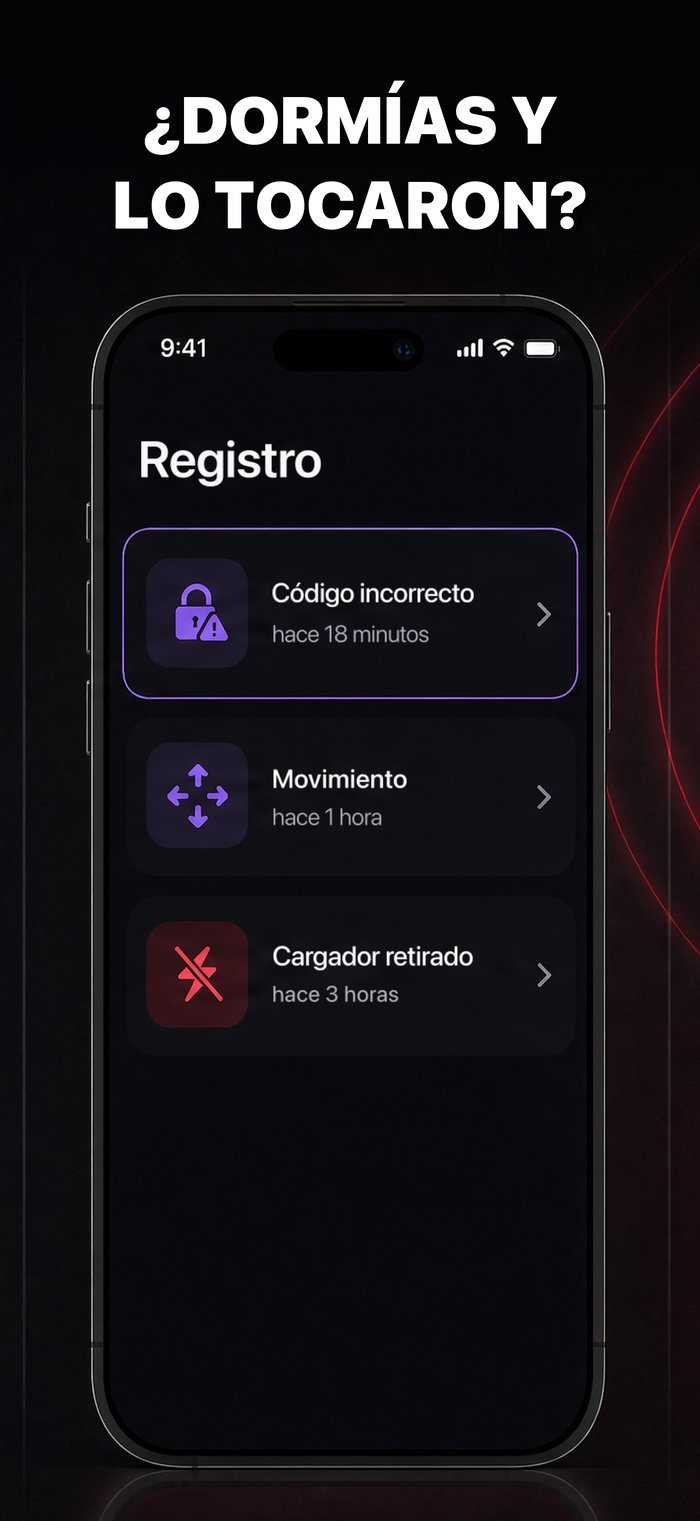 ¿DORMÍAS Y
LO TOCARON?
9:41
Registro
Código incorrecto
hace 18 minutos
Movimiento
hace 1 hora
Cargador retirado
hace 3 horas